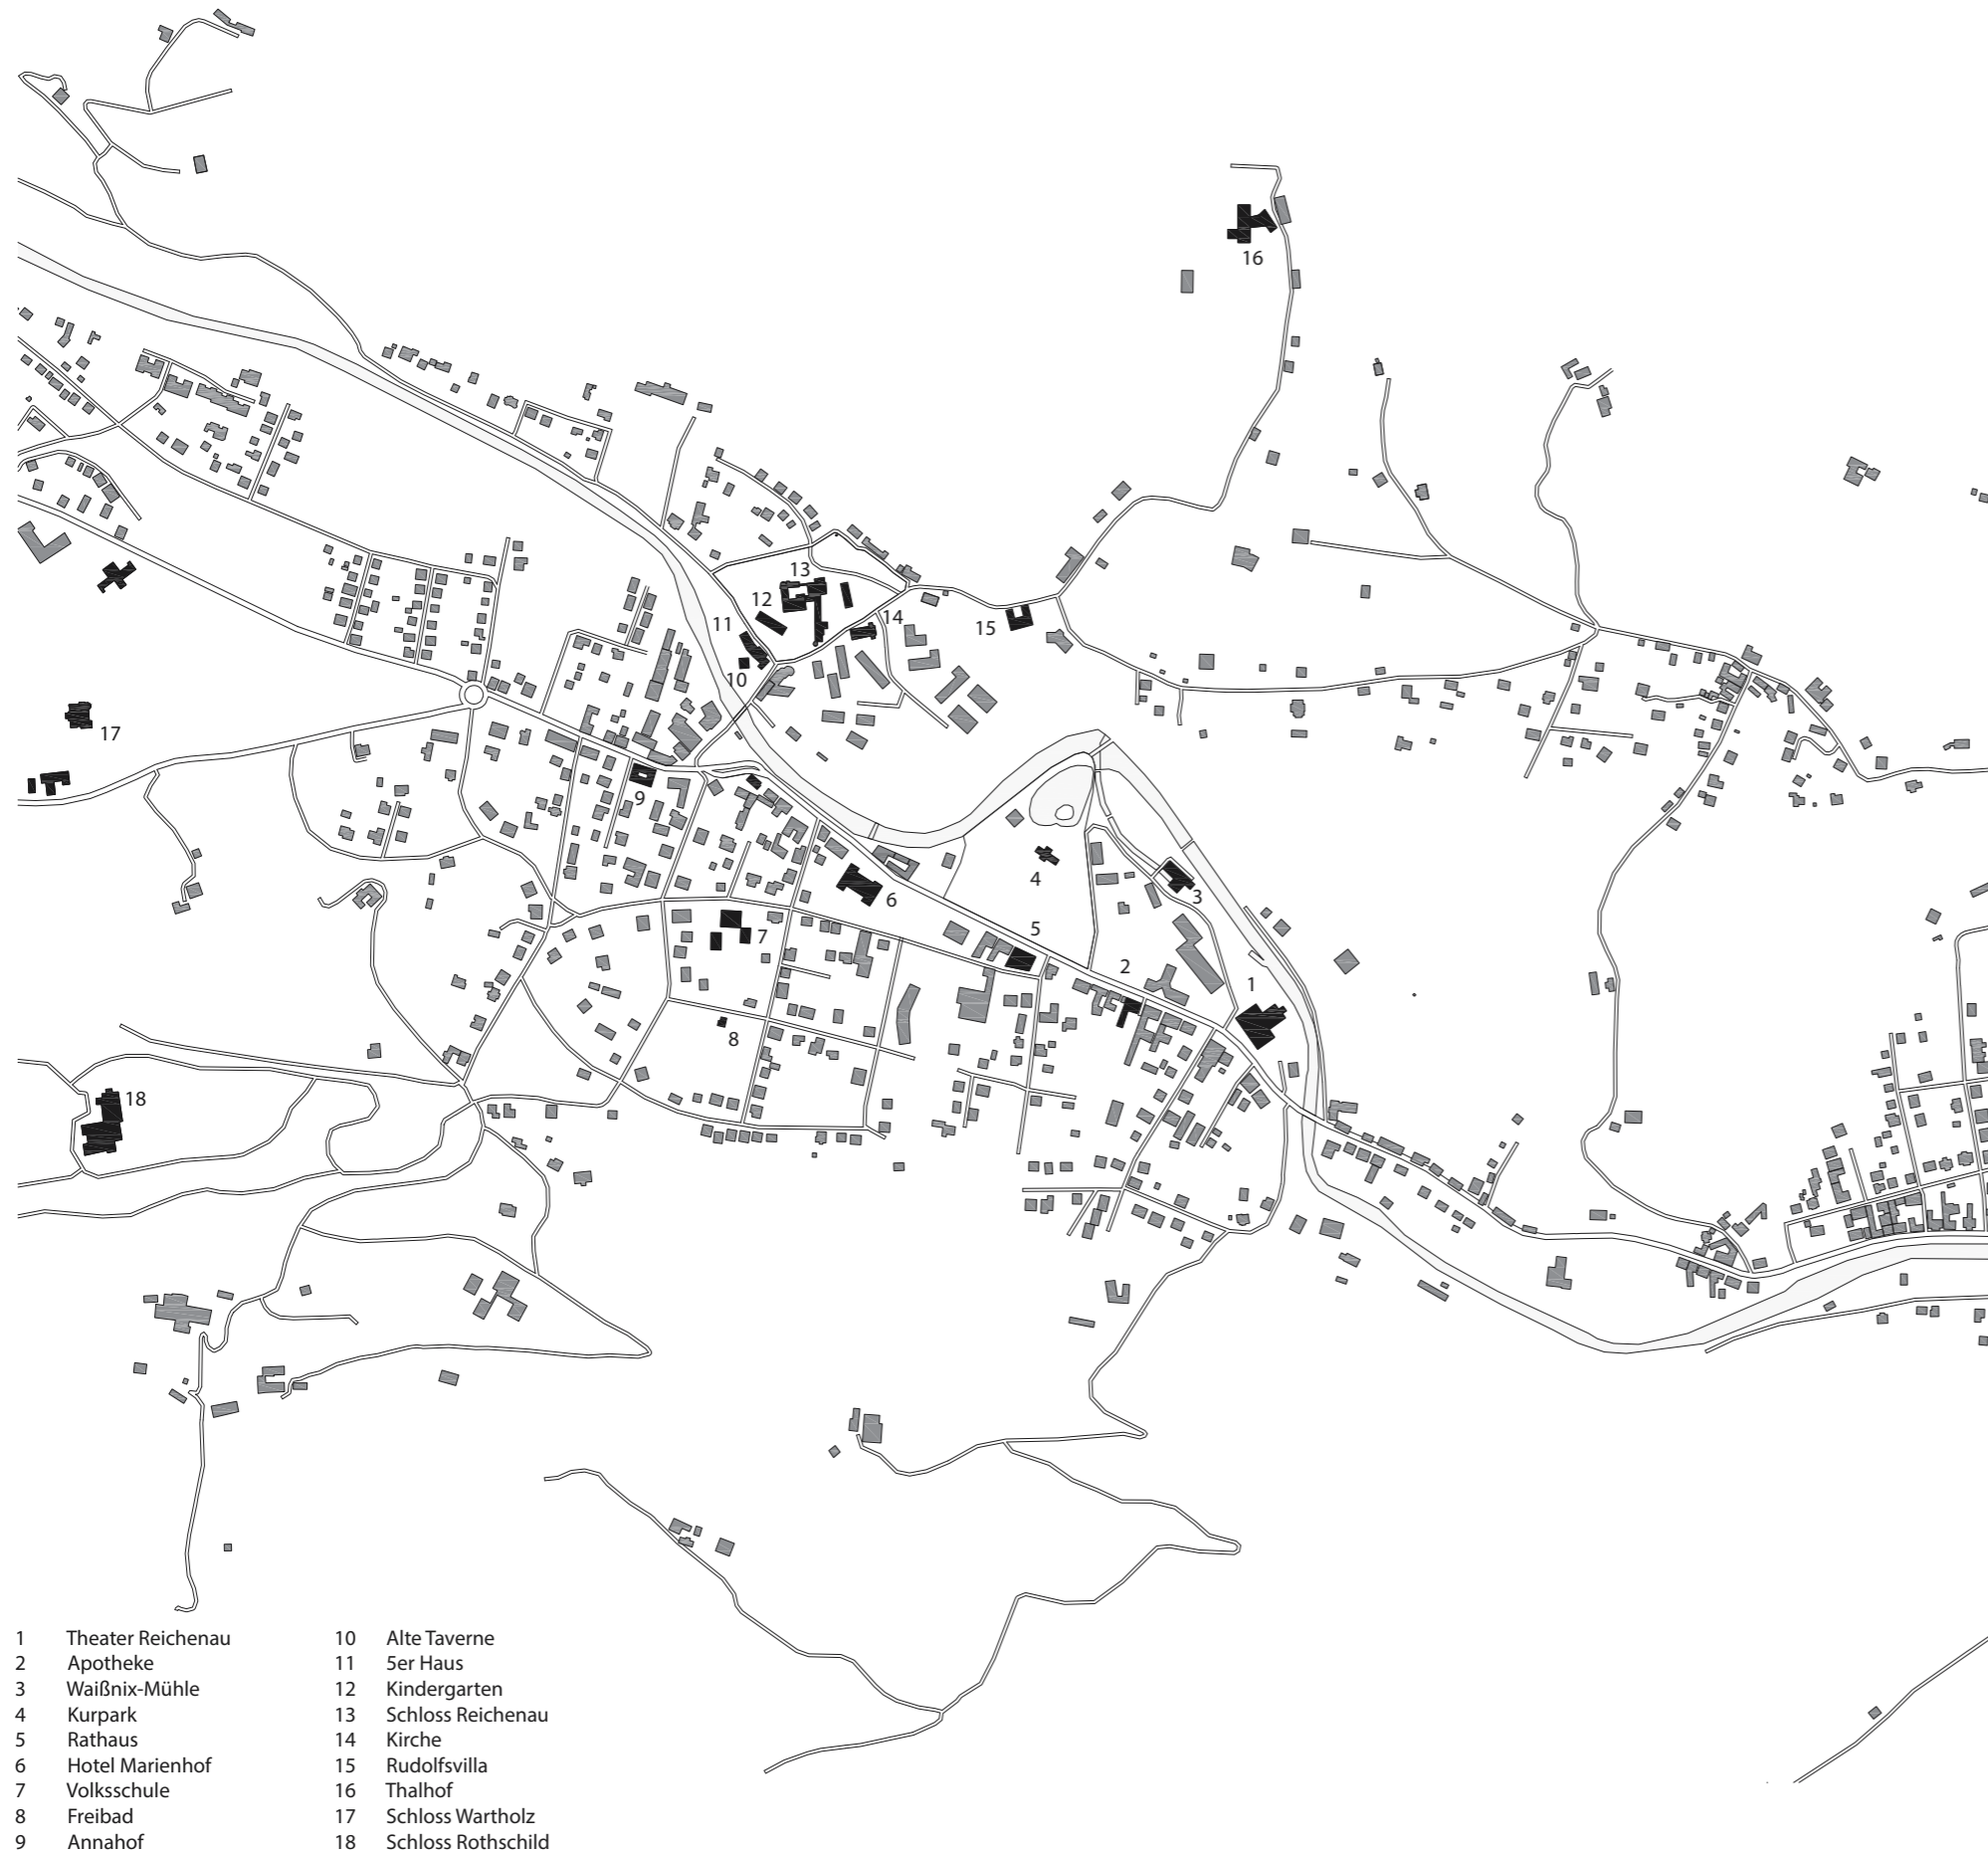 16
13
12
11
14
15
10
17
9
4
3
6
5
7
2
1
8
18
1 Theater Reichenau
2 Apotheke
3 Waißnix-Mühle
4 Kurpark
5 Rathaus
6 Hotel Marienhof
7 Volksschule
8 Freibad
9 Annahof
10 Alte Taverne
11 5er Haus
12 Kindergarten
13 Schloss Reichenau
14 Kirche
15 Rudolfsvilla
16 Thalhof
17 Schloss Wartholz
18 Schloss Rothschild